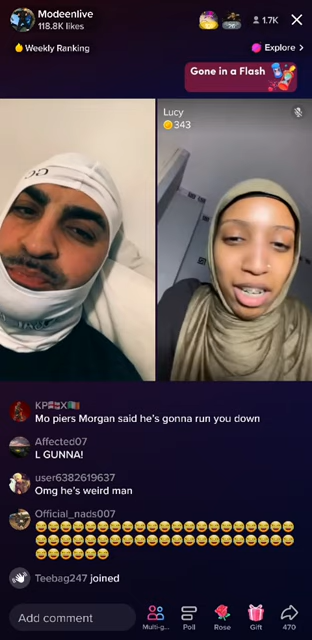 Modeenlive
118.8K likes
20
1.7K
Weekly Ranking
Explore >
Gone in a Flash
Lucy
343
KP🇩🇴X🇿🇲
Mo piers Morgan said he's gonna run you down
Affected07
L GUNNA!
user6382619637
Omg he's weird man
Official_nads007
😂😂😂😂😂😂😂😂😂😂😂😂😂😂😂😂😂😂😂😂😂
😂😂😂😂😂😂😂😂😂😂😂😂😂😂😂😂😂😂😂😂😂
😂😂😂😂😂😂
Teebag247 joined
Add comment
Multi-g...
Poll
Rose
Gift
470